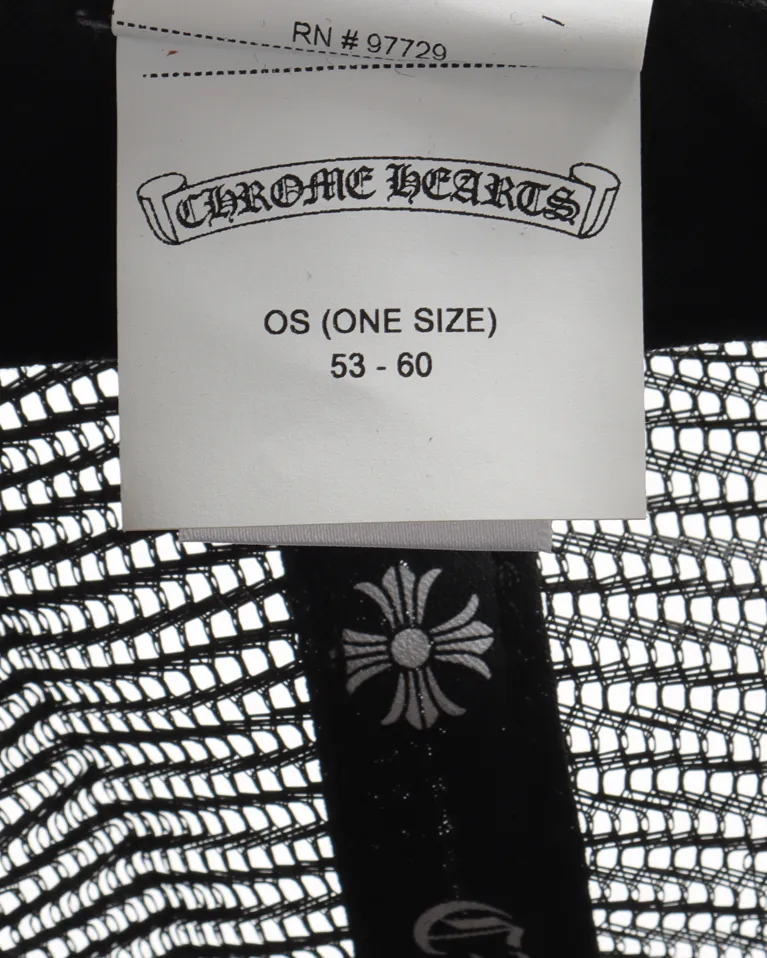 RN # 97729
CHROME HEARTS
OS (ONE SIZE)
53 - 60